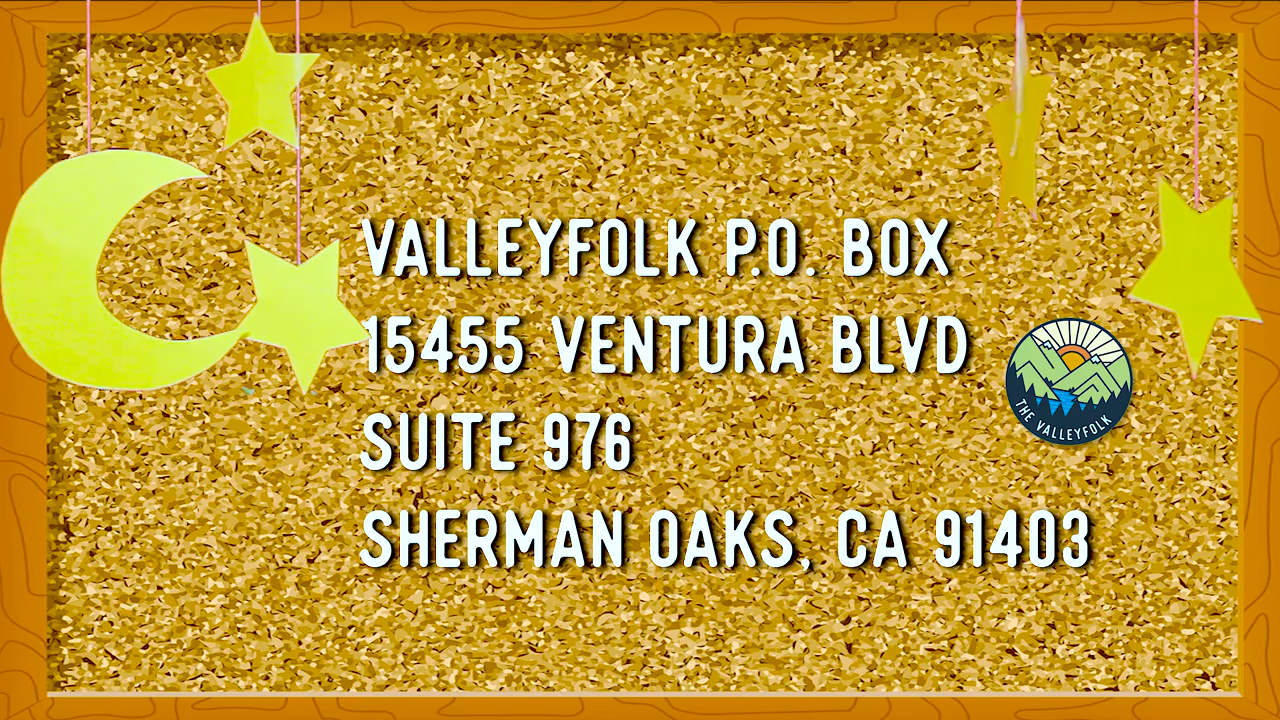 VALLEYFOLK P.O. BOX
15455 VENTURA BLVD
SUITE 976
SHERMAN OAKS, CA 91403
THE VALLEYFOLK